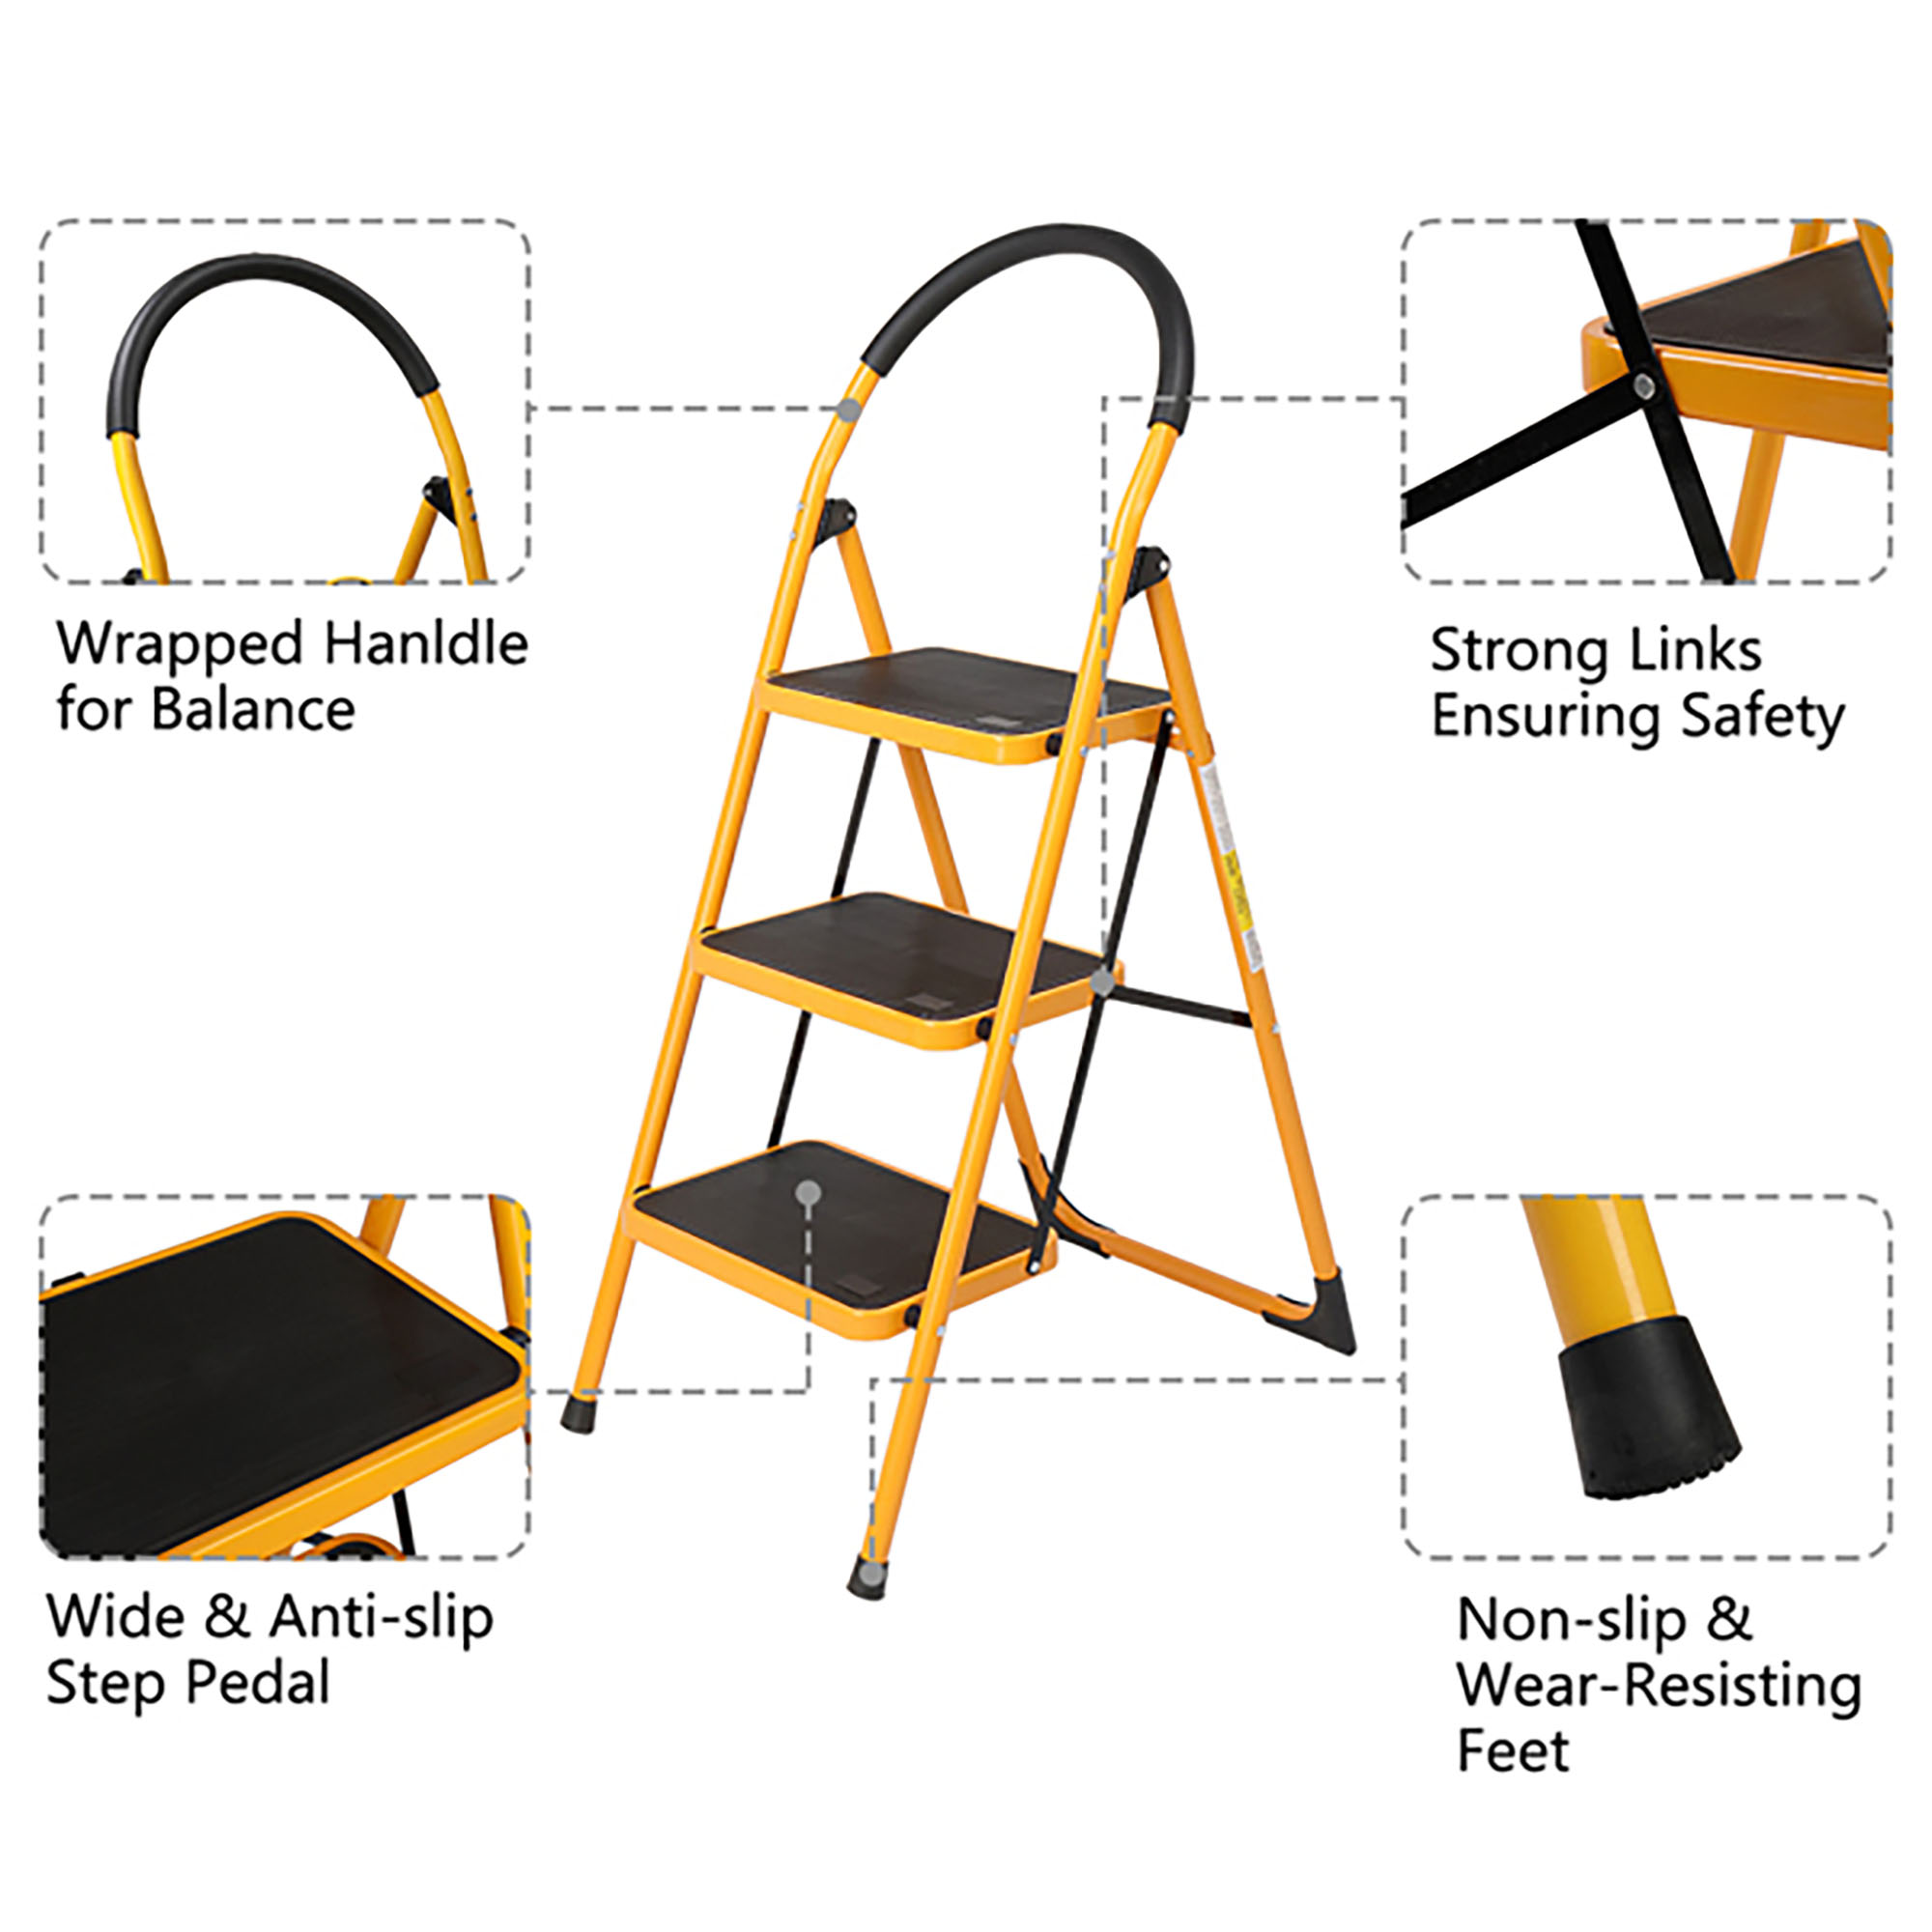 Wrapped Hanldle
for Balance
Strong Links
Ensuring Safety
Wide & Anti-slip
Step Pedal
Non-slip &
Wear-Resisting
Feet